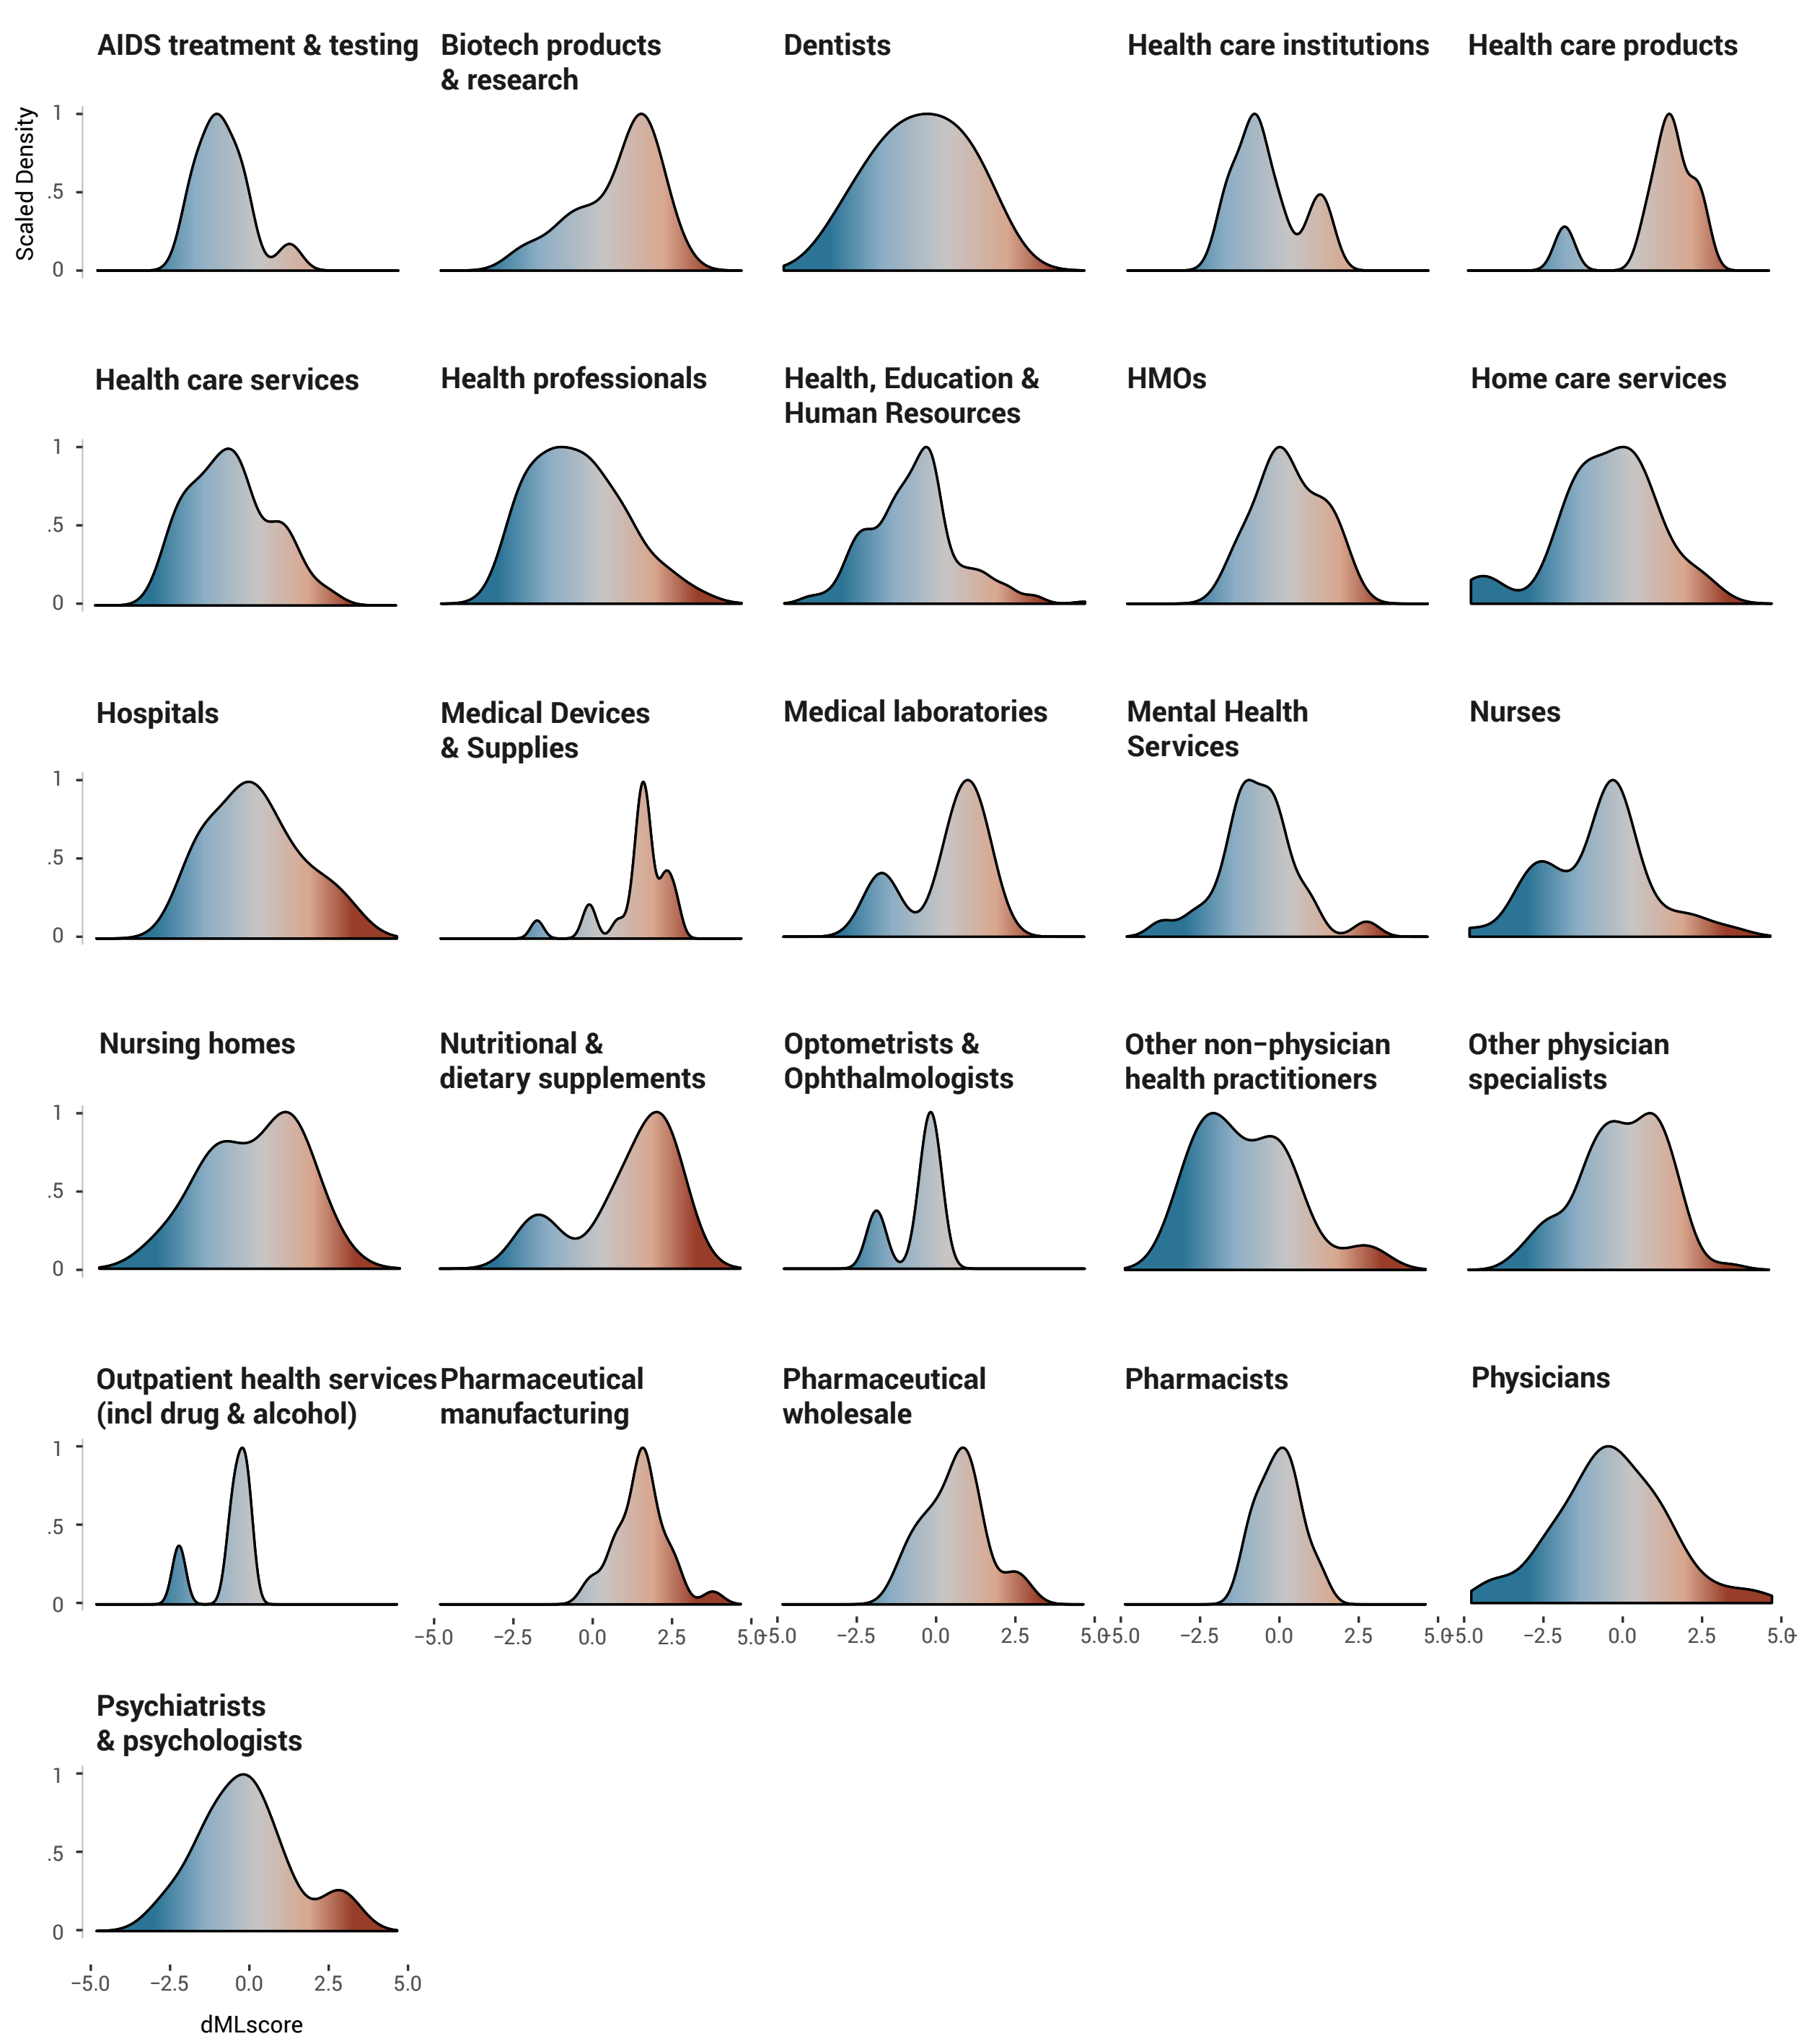 AIDS treatment & testing
Biotech products
& research
Dentists
Health care institutions
Health care products
Scaled Density
1
.5
0
Health care services
Health professionals
Health, Education &
Human Resources
HMOs
Home care services
1
.5
0
Hospitals
Medical Devices
& Supplies
Medical laboratories
Mental Health
Services
Nurses
1
.5
0
Nursing homes
Nutritional &
dietary supplements
Optometrists &
Ophthalmologists
Other non−physician
health practitioners
Other physician
specialists
1
.5
0
Outpatient health services
(incl drug & alcohol)
Pharmaceutical
manufacturing
Pharmaceutical
wholesale
Pharmacists
Physicians
1
.5
0
−5.0 −2.5 0.0 2.5 5.0
−5.0 −2.5 0.0 2.5 5.0
−5.0 −2.5 0.0 2.5 5.0
−5.0 −2.5 0.0 2.5 5.0
Psychiatrists
& psychologists
1
.5
0
−5.0 −2.5 0.0 2.5 5.0
dMLscore